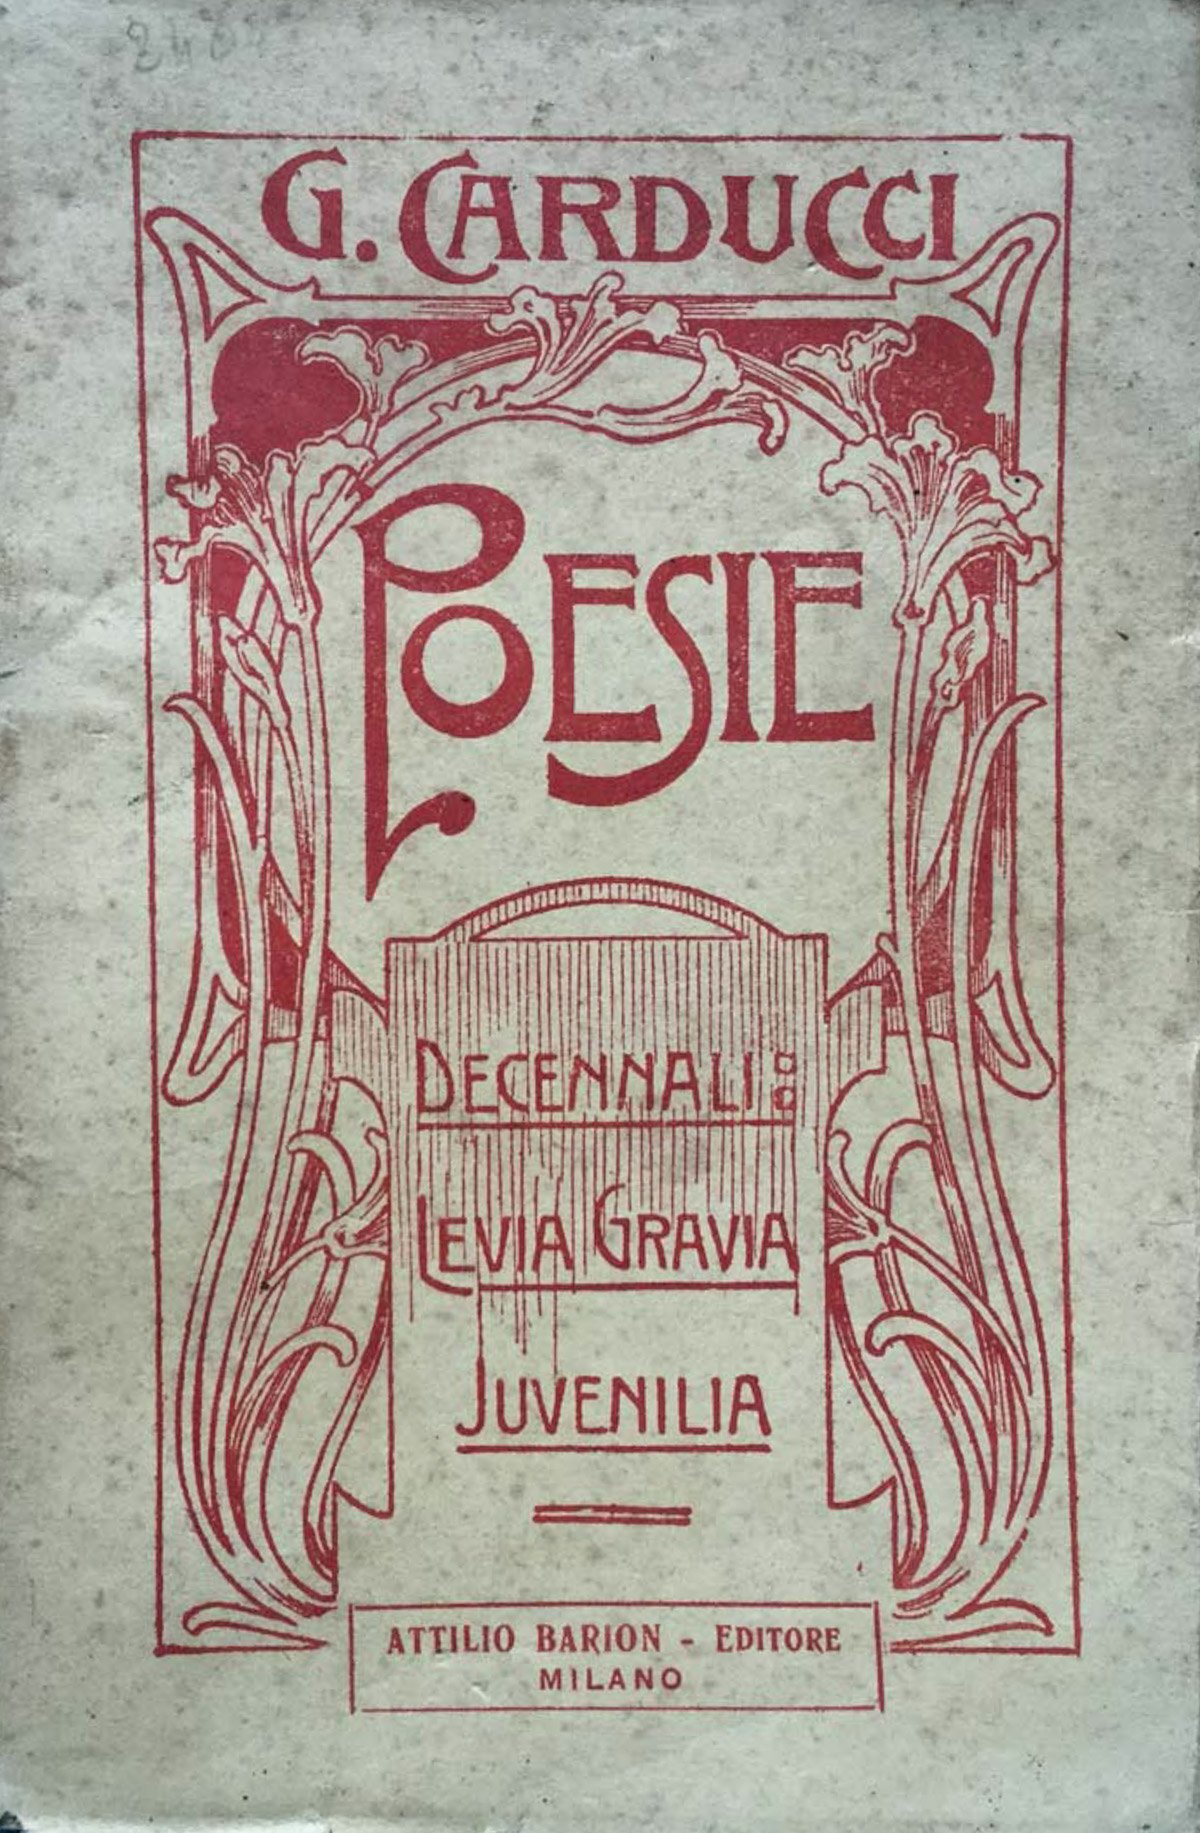 G. CARDUCCI
POESIE
DECENNALI:
LEVIA GRAVIA
JUVENILIA
ATTILIO BARION - EDITORE
MILANO